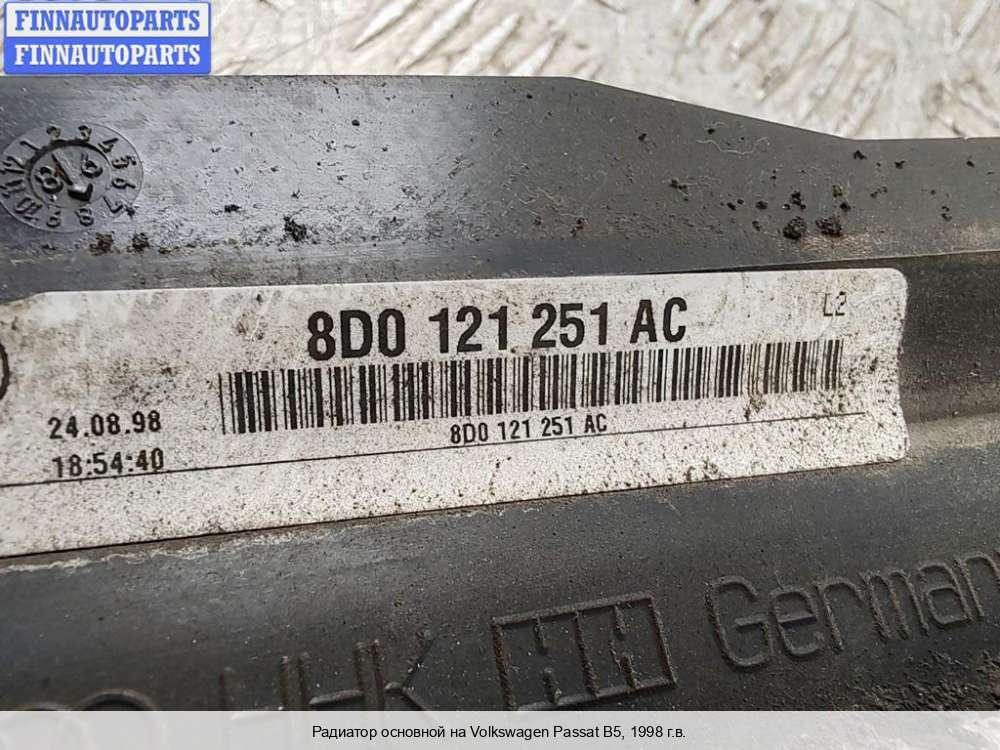 FINNAUTOPARTS
FINNAUTOPARTS
8D0 121 251 AC
L2
24.08.98
18:54:40
8D0 121 251 AC
Germany
Радиатор основной на Volkswagen Passat B5, 1998 г.в.